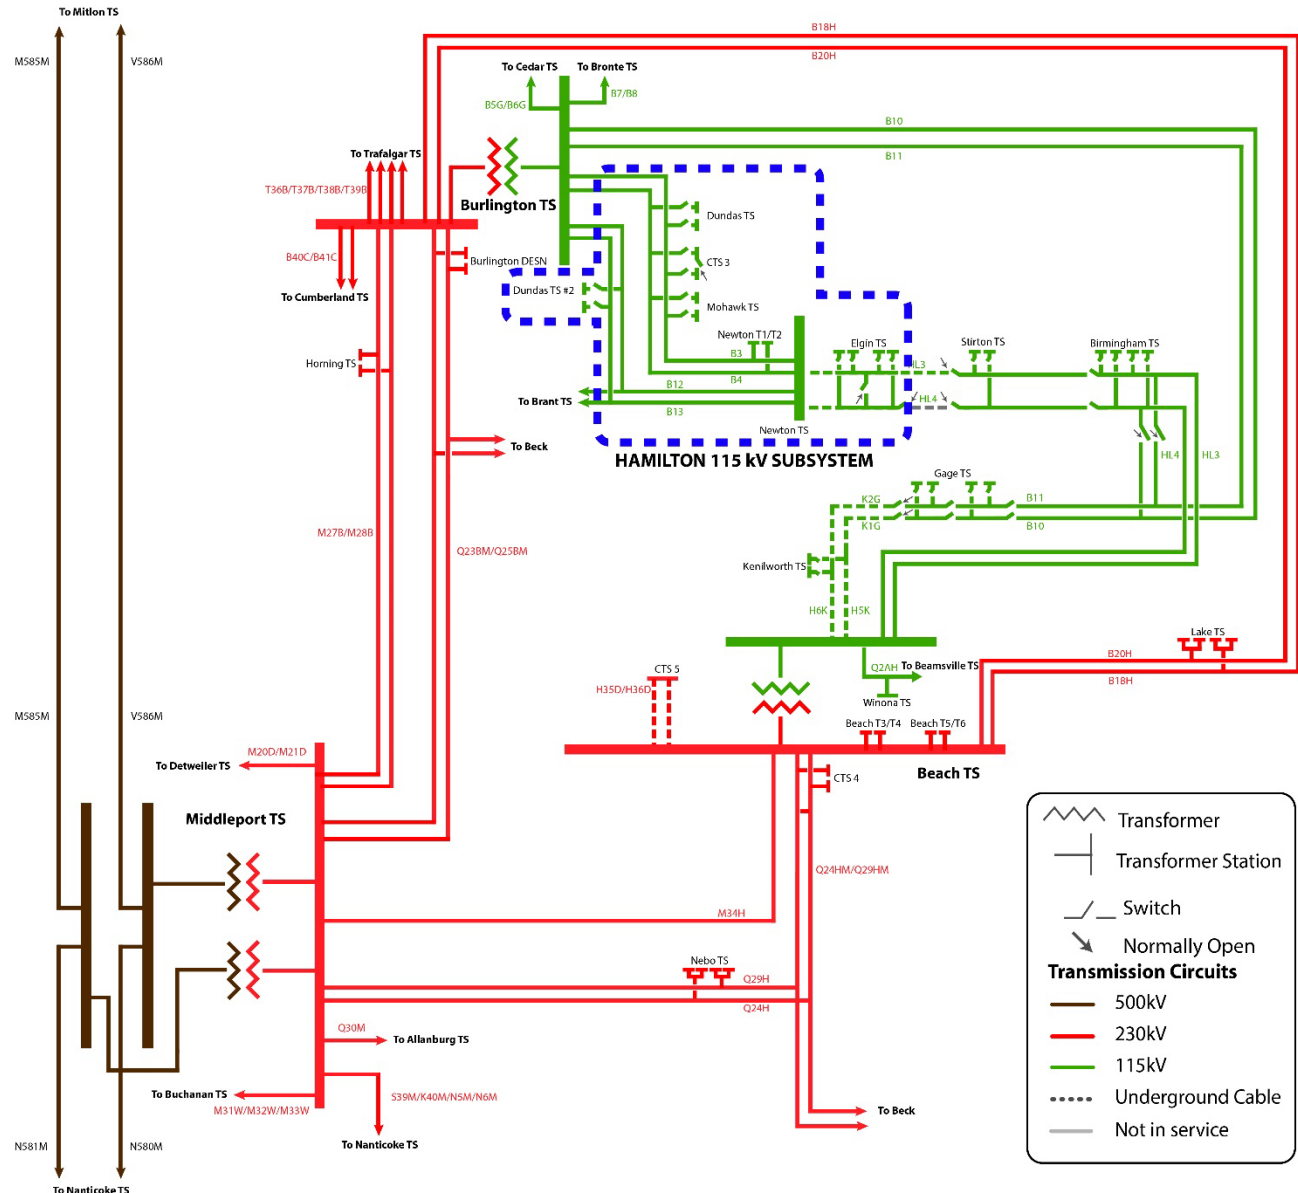 To Mitlon TS
M585M
V586M
B18H
B20H
To Cedar TS
To Bronte TS
B5G/B6G
B7/B8
B10
B11
To Trafalgar TS
T36B/T37B/T38B/T39B
Burlington TS
Dundas TS
B40C/B41C
Burlington DESN
CTS 3
To Cumberland TS
Dundas TS #2
Mohawk TS
Newton T1/T2
Elgin TS
Stirton TS
Birmingham TS
Horning TS
B3
HL3
B4
B12
To Brant TS
HL4
B13
Newton TS
To Beck
HAMILTON 115 kV SUBSYSTEM
HL4
HL3
Gage TS
K2G
B11
K1G
B10
M27B/M28B
Q23BM/Q25BM
Kenilworth TS
H6K
H5K
Lake TS
B20H
CTS 5
Q2AH
To Beamsville TS
B18H
H35D/H36D
Winona TS
M585M
V586M
Beach T3/T4
Beach T5/T6
M20D/M21D
To Detweiler TS
Beach TS
CTS 4
Middleport TS
Transformer
Transformer Station
Q24HM/Q29HM
Switch
M34H
Normally Open
Nebo TS
Transmission Circuits
Q29H
500kV
Q24H
Q30M
230kV
To Allanburg TS
115kV
To Buchanan TS
S39M/K40M/N5M/N6M
Underground Cable
M31W/M32W/M33W
To Beck
Not in service
N581M
N580M
To Nanticoke TS
To Nanticoke TS